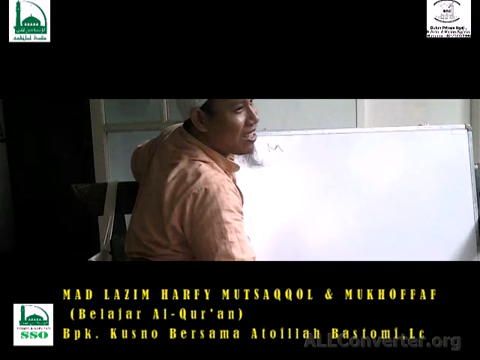 M
MAD LAZIM HARFY MUTSAQQOL & MUKHOFFAF
(Belajar Al-Qur'an)
Bpk. Kusno Bersama Atoillah Bastomi,Lc
SSO
ALLConverter.org